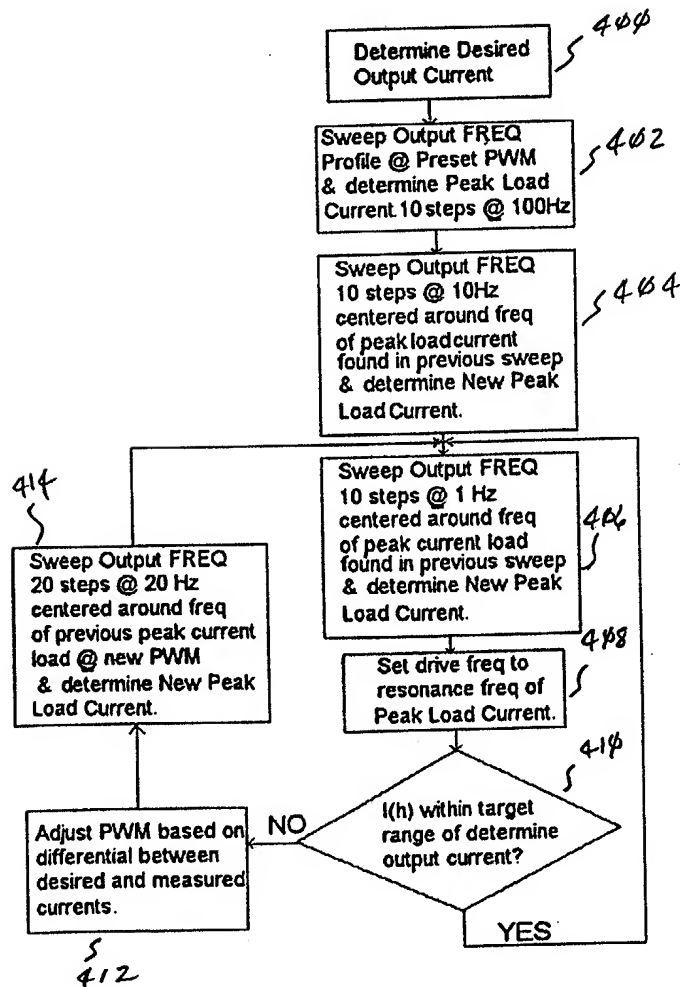 400
Determine Desired
Output Current
Sweep Output FREQ
Profile @ Preset PWM
& determine Peak Load
Current.10 steps @ 100Hz
402
Sweep Output FREQ
10 steps @ 10Hz
centered around freq
of peak load current
found in previous sweep
& determine New Peak
Load Current.
404
414
Sweep Output FREQ
20 steps @ 20 Hz
centered around freq
of previous peak current
load @ new PWM
& determine New Peak
Load Current.
Sweep Output FREQ
10 steps @ 1 Hz
centered around freq
of peak current load
found in previous sweep
& determine New Peak
Load Current.
406
Set drive freq to
resonance freq of
Peak Load Current.
408
410
I(h) within target
range of determine
output current?
NO
YES
Adjust PWM based on
differential between
desired and measured
currents.
412